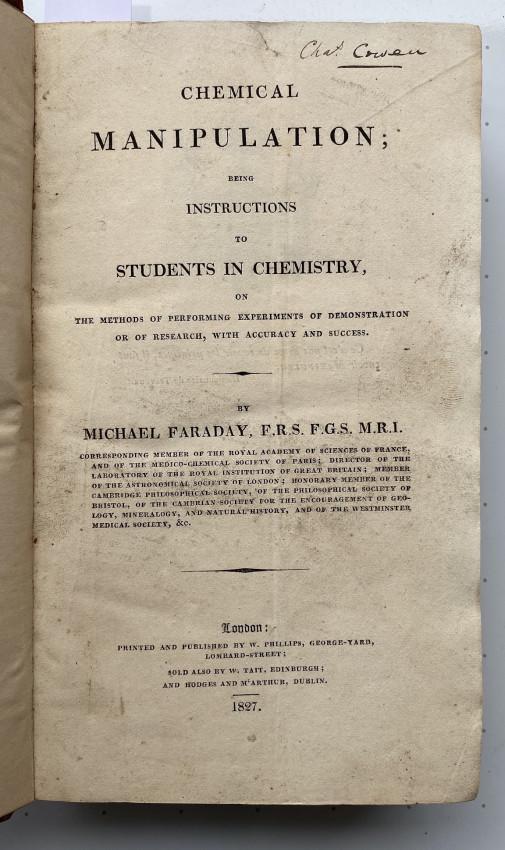 Chas. Cowen
CHEMICAL
MANIPULATION;
BEING
INSTRUCTIONS
TO
STUDENTS IN CHEMISTRY,
ON
THE METHODS OF PERFORMING EXPERIMENTS OF DEMONSTRATION
OR OF RESEARCH, WITH ACCURACY AND SUCCESS.
BY
MICHAEL FARADAY, F.R.S. F.G.S. M.R.I.
CORRESPONDING MEMBER OF THE ROYAL ACADEMY OF SCIENCES OF FRANCE,
AND OF THE MEDICO-CHEMICAL SOCIETY OF PARIS; DIRECTOR OF THE
LABORATORY OF THE ROYAL INSTITUTION OF GREAT BRITAIN; MEMBER
OF THE ASTRONOMICAL SOCIETY OF LONDON; HONORARY MEMBER OF THE
CAMBRIDGE PHILOSOPHICAL SOCIETY, OF THE PHILOSOPHICAL SOCIETY OF
BRISTOL, OF THE CAMBRIAN SOCIETY FOR THE ENCOURAGEMENT OF GEO-
LOGY, MINERALOGY, AND NATURAL HISTORY, AND OF THE WESTMINSTER
MEDICAL SOCIETY, &c.
London:
PRINTED AND PUBLISHED BY W. PHILLIPS, GEORGE-YARD,
LOMBARD-STREET;
SOLD ALSO BY W. TAIT, EDINBURGH;
AND HODGES AND M'ARTHUR, DUBLIN.
1827.